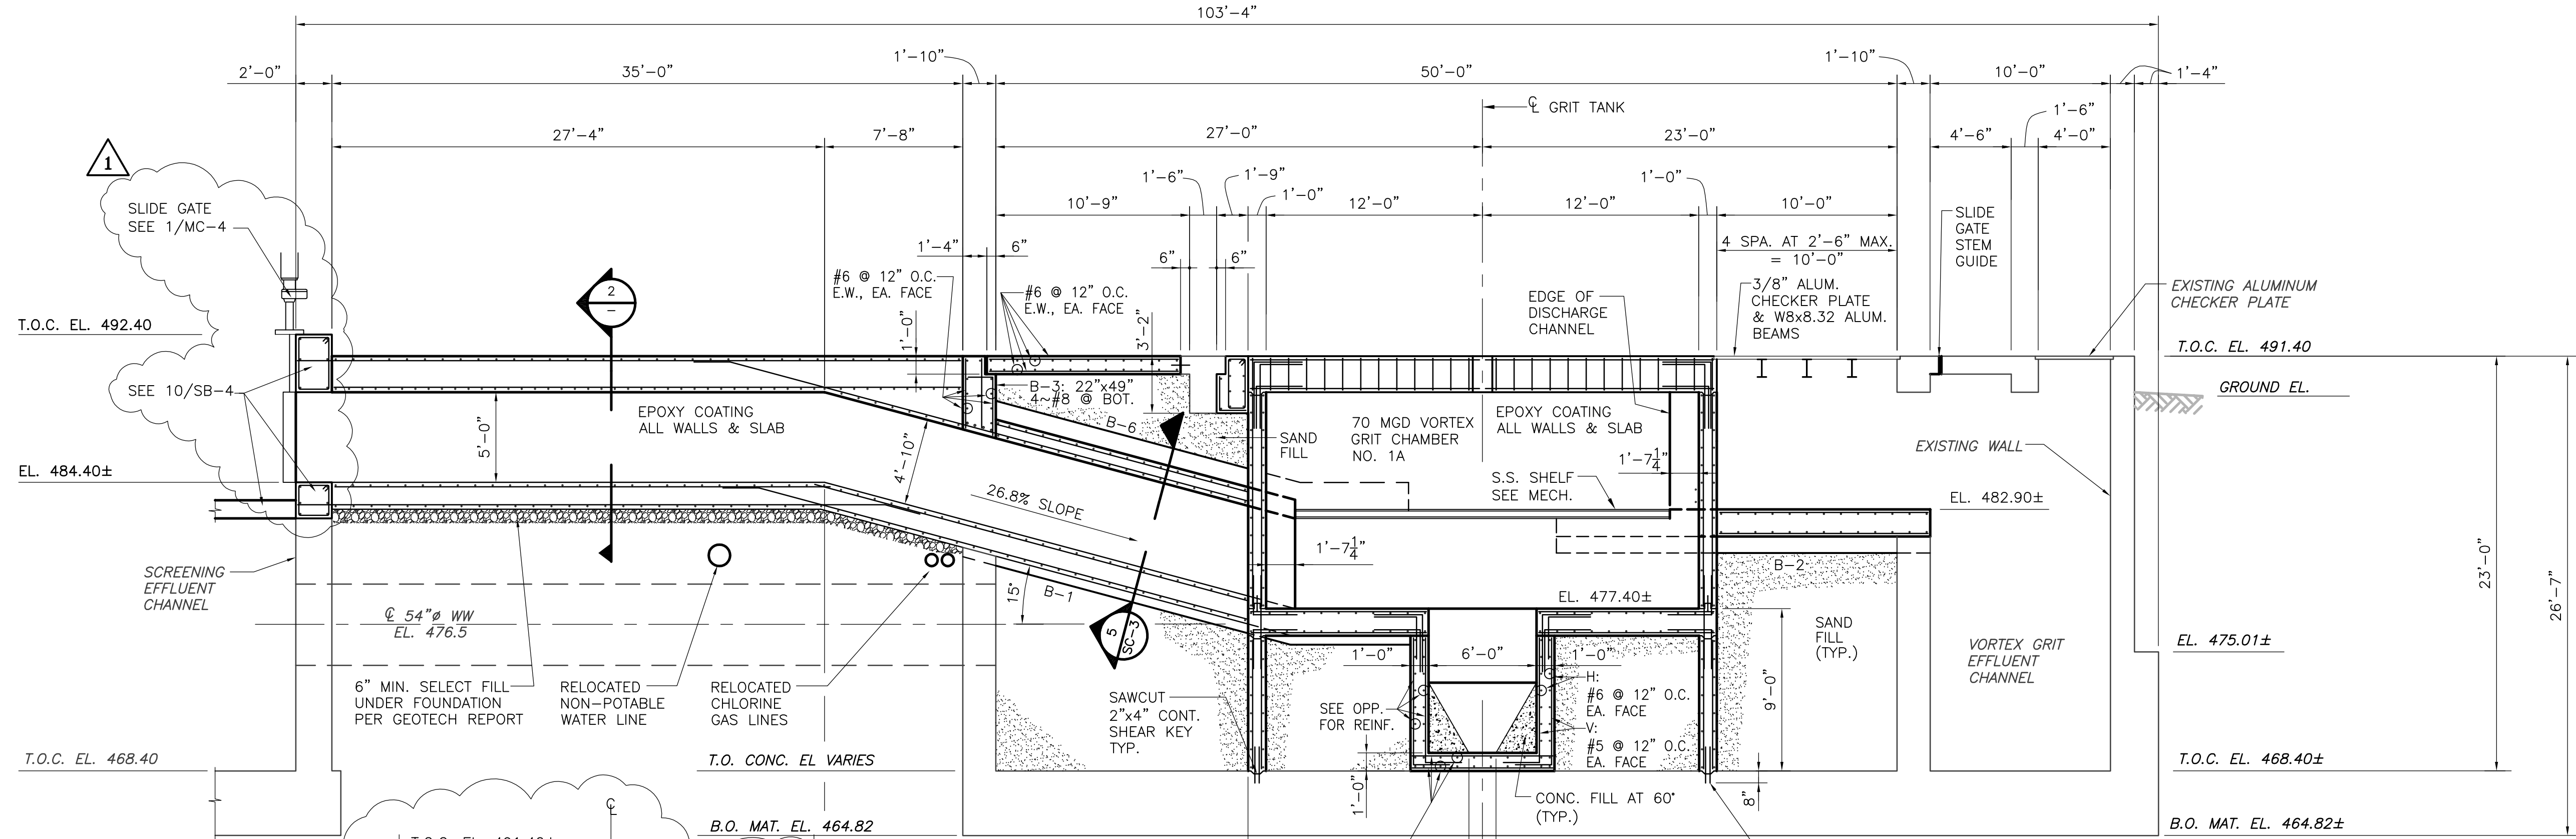 103'-4"
2'-0"
35'-0"
1'-10"
50'-0"
1'-10"
10'-0"
1'-4"
℄ GRIT TANK
27'-4"
7'-8"
27'-0"
23'-0"
4'-6"
1'-6"
4'-0"
1
SLIDE GATE
SEE 1/MC-4
10'-9"
1'-6"
1'-9"
1'-0"
12'-0"
12'-0"
1'-0"
10'-0"
4 SPA. AT 2'-6" MAX.
= 10'-0"
SLIDE
GATE
STEM
GUIDE
1'-4"
6"
6"
6"
2
-
#6 @ 12" O.C.
E.W., EA. FACE
#6 @ 12" O.C.
E.W., EA. FACE
EDGE OF
DISCHARGE
CHANNEL
3/8" ALUM.
CHECKER PLATE
& W8x8.32 ALUM.
BEAMS
EXISTING ALUMINUM
CHECKER PLATE
T.O.C. EL. 492.40
1'-0"
3'-2"
T.O.C. EL. 491.40
SEE 10/SB-4
GROUND EL.
B-3: 22"x49"
4~#8 @ BOT.
EPOXY COATING
ALL WALLS & SLAB
B-6
SAND
FILL
70 MGD VORTEX
GRIT CHAMBER
NO. 1A
EPOXY COATING
ALL WALLS & SLAB
5'-0"
4'-10"
1'-7 1/4"
EXISTING WALL
EL. 484.40±
26.8% SLOPE
S.S. SHELF
SEE MECH.
EL. 482.90±
1'-7 1/4"
SCREENING
EFFLUENT
CHANNEL
15°
B-1
B-2
EL. 477.40±
23'-0"
26'-7"
℄ 54"ø WW
EL. 476.5
5
SC-3
SAND
FILL
(TYP.)
EL. 475.01±
1'-0"
6'-0"
1'-0"
VORTEX GRIT
EFFLUENT
CHANNEL
6" MIN. SELECT FILL
UNDER FOUNDATION
PER GEOTECH REPORT
RELOCATED
NON-POTABLE
WATER LINE
RELOCATED
CHLORINE
GAS LINES
SAWCUT
2"x4" CONT.
SHEAR KEY
TYP.
SEE OPP.
FOR REINF.
H:
#6 @ 12" O.C.
EA. FACE
V:
#5 @ 12" O.C.
EA. FACE
9'-0"
T.O.C. EL. 468.40
T.O. CONC. EL VARIES
T.O.C. EL. 468.40±
1'-0"
CONC. FILL AT 60°
(TYP.)
8"
℄
B.O. MAT. EL. 464.82
B.O. MAT. EL. 464.82±